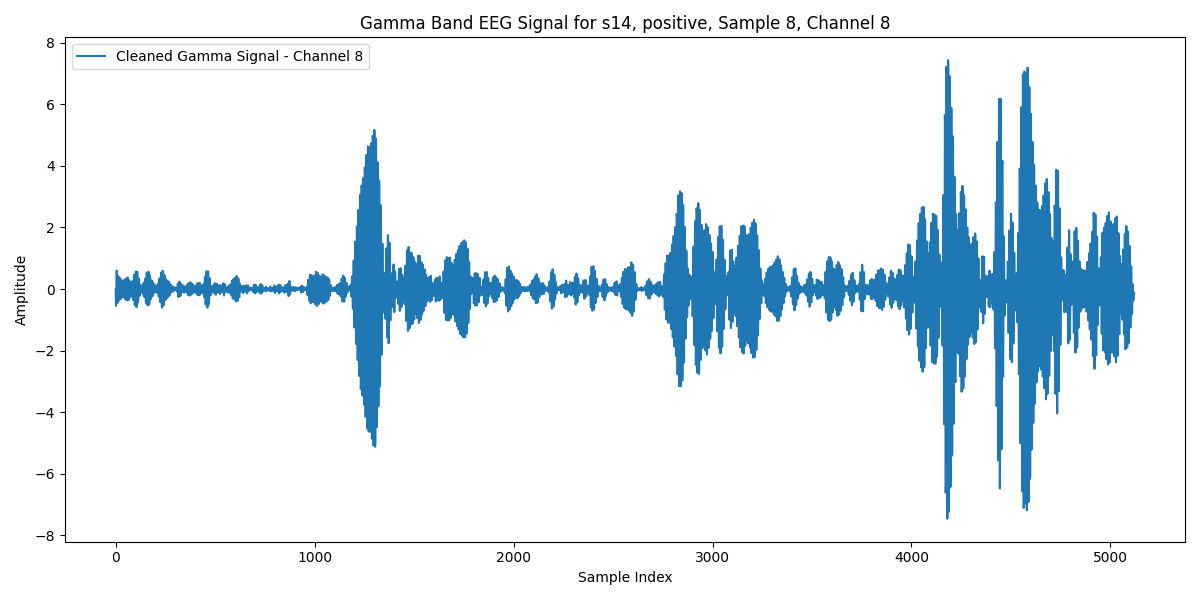 Gamma Band EEG Signal for s14, positive, Sample 8, Channel 8
Cleaned Gamma Signal - Channel 8
8
6
4
2
0
−2
−4
−6
−8
Amplitude
0 1000 2000 3000 4000 5000
Sample Index